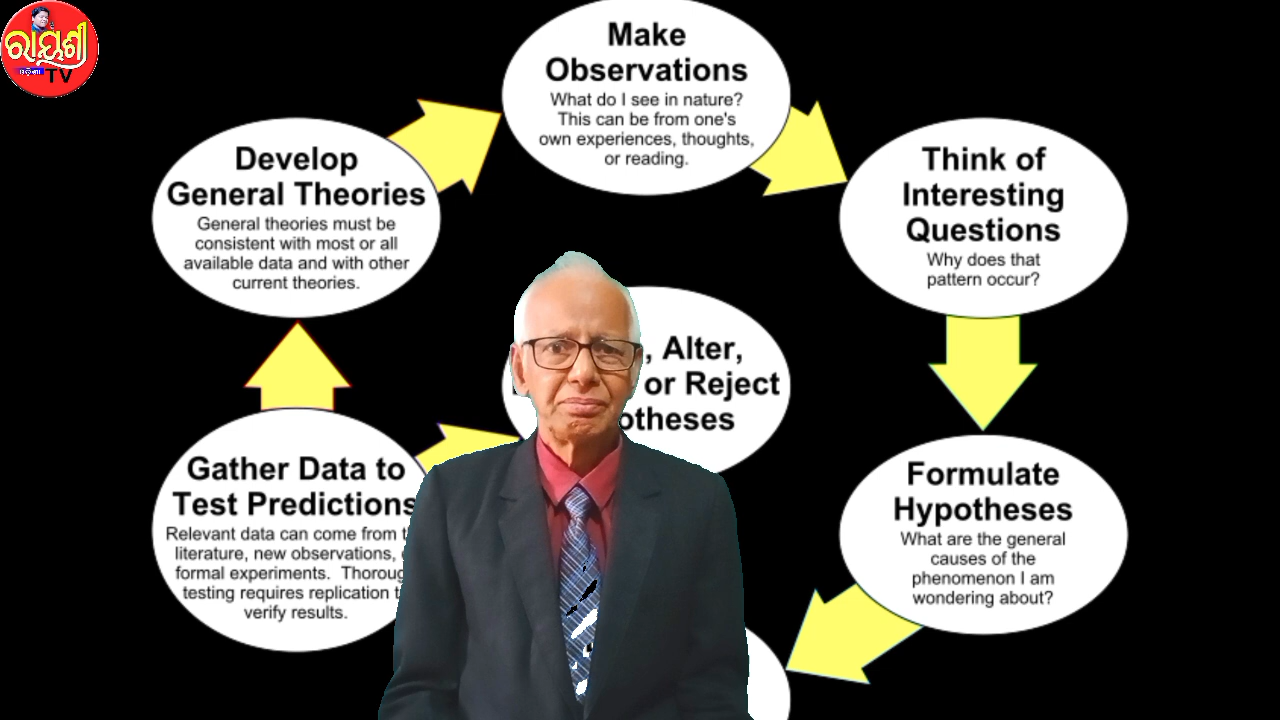 ରାୟଶ୍ରୀ
ଓଡ଼ିଶା
TV
Make
Observations
What do I see in nature?
This can be from one's
own experiences, thoughts,
or reading.
Think of
Interesting
Questions
Why does that
pattern occur?
Formulate
Hypotheses
What are the general
causes of the
phenomenon I am
wondering about?
Develop
General Theories
General theories must be
consistent with most or all
available data and with other
current theories.
Gather Data to
Test Predictions
Relevant data can come from
literature, new observations,
formal experiments. Thoroug
testing requires replication
verify results.
, Alter,
or Reject
otheses